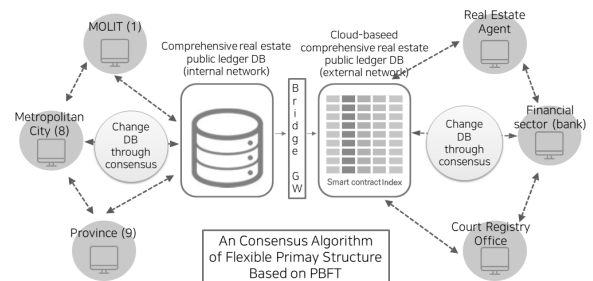 MOLIT (1)
Metropolitan
City (8)
Province (9)
Change
DB
through
consensus
Comprehensive real estate
public ledger DB
(internal network)
Bridge GW
Cloud-baseed
comprehensive real estate
public ledger DB
(external network)
Smart contract Index
Change
DB
through
consensus
Real Estate
Agent
Financial
sector (bank)
Court Registry
Office
An Consensus Algorithm
of Flexible Primay Structure
Based on PBFT